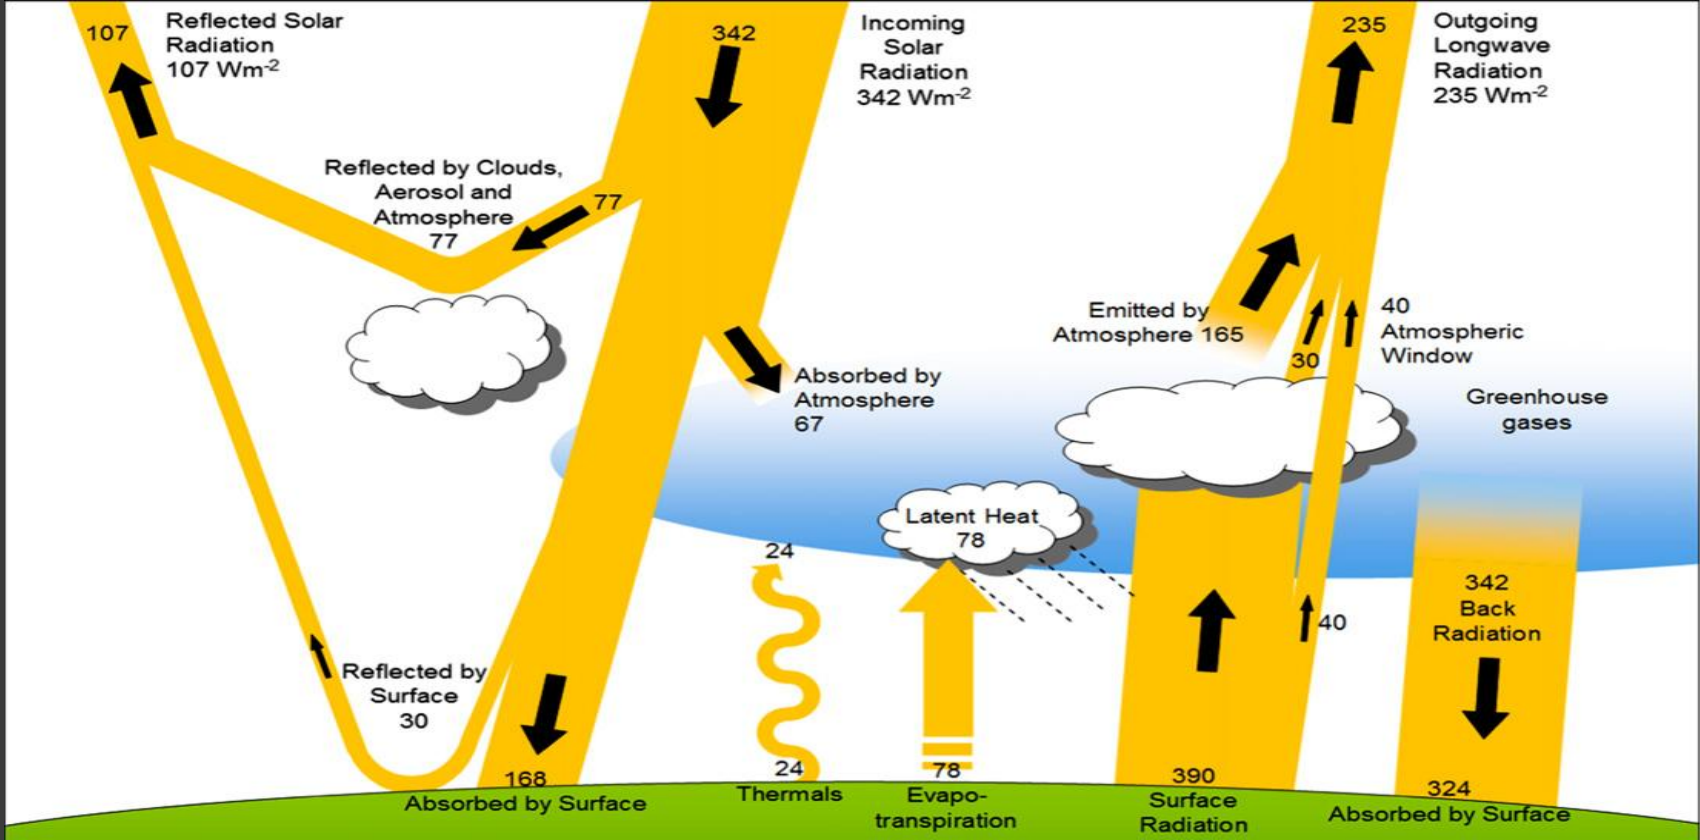 107
Reflected Solar
Radiation
107 Wm-2
342
Incoming
Solar
Radiation
342 Wm-2
235
Outgoing
Longwave
Radiation
235 Wm-2
Reflected by Clouds,
Aerosol and
Atmosphere
77
77
Emitted by
Atmosphere 165
30
40
Atmospheric
Window
Absorbed by
Atmosphere
67
Greenhouse
gases
Latent Heat
78
24
342
Back
Radiation
40
Reflected by
Surface
30
168
Absorbed by Surface
24
Thermals
78
Evapo-
transpiration
390
Surface
Radiation
324
Absorbed by Surface